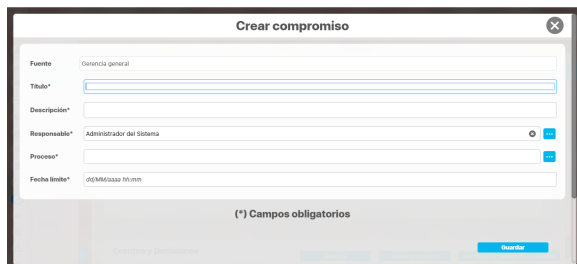 Crear compromiso
Fuente Gerencia general
Título*
Descripción*
Responsable* Administrador del Sistema
Proceso*
Fecha límite* dd/MM/aaaa hh:mm
(*) Campos obligatorios
Guardar